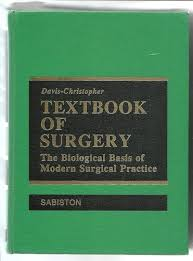 Davis-Christopher
TEXTBOOK
OF
SURGERY
The Biological Basis of
Modern Surgical Practice
SABISTON